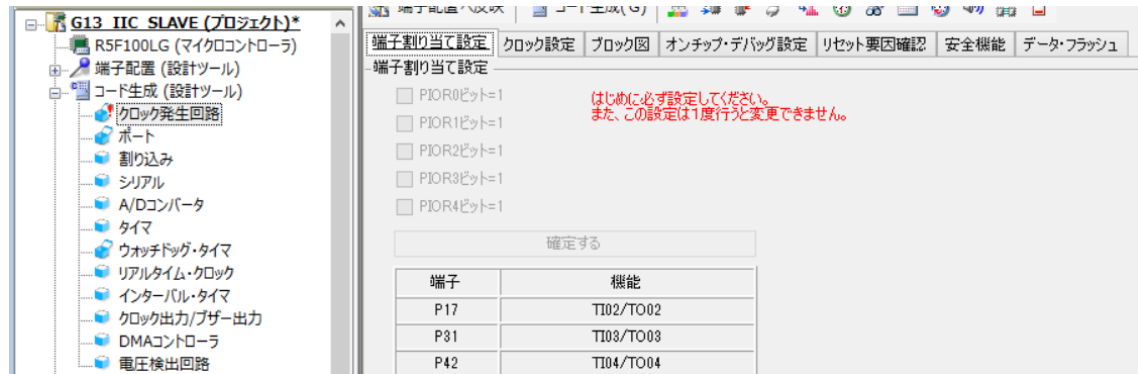 G13_IIC_SLAVE (プロジェクト)*
R5F100LG (マイクロコントローラ)
端子配置 (設計ツール)
コード生成 (設計ツール)
クロック発生回路
ポート
割り込み
シリアル
A/Dコンバータ
タイマ
ウォッチドッグ・タイマ
リアルタイム・クロック
インターバル・タイマ
クロック出力/ブザー出力
DMAコントローラ
電圧検出回路
端子配置へ反映 コード生成(G)
端子割り当て設定 クロック設定 ブロック図 オンチップ・デバッグ設定 リセット要因確認 安全機能 データ・フラッシュ
端子割り当て設定
PIOR0ビット=1
PIOR1ビット=1
PIOR2ビット=1
PIOR3ビット=1
PIOR4ビット=1
はじめに必ず設定してください。
また、この設定は1度行うと変更できません。
確定する
端子 機能
P17 TI02/TO02
P31 TI03/TO03
P42 TI04/TO04